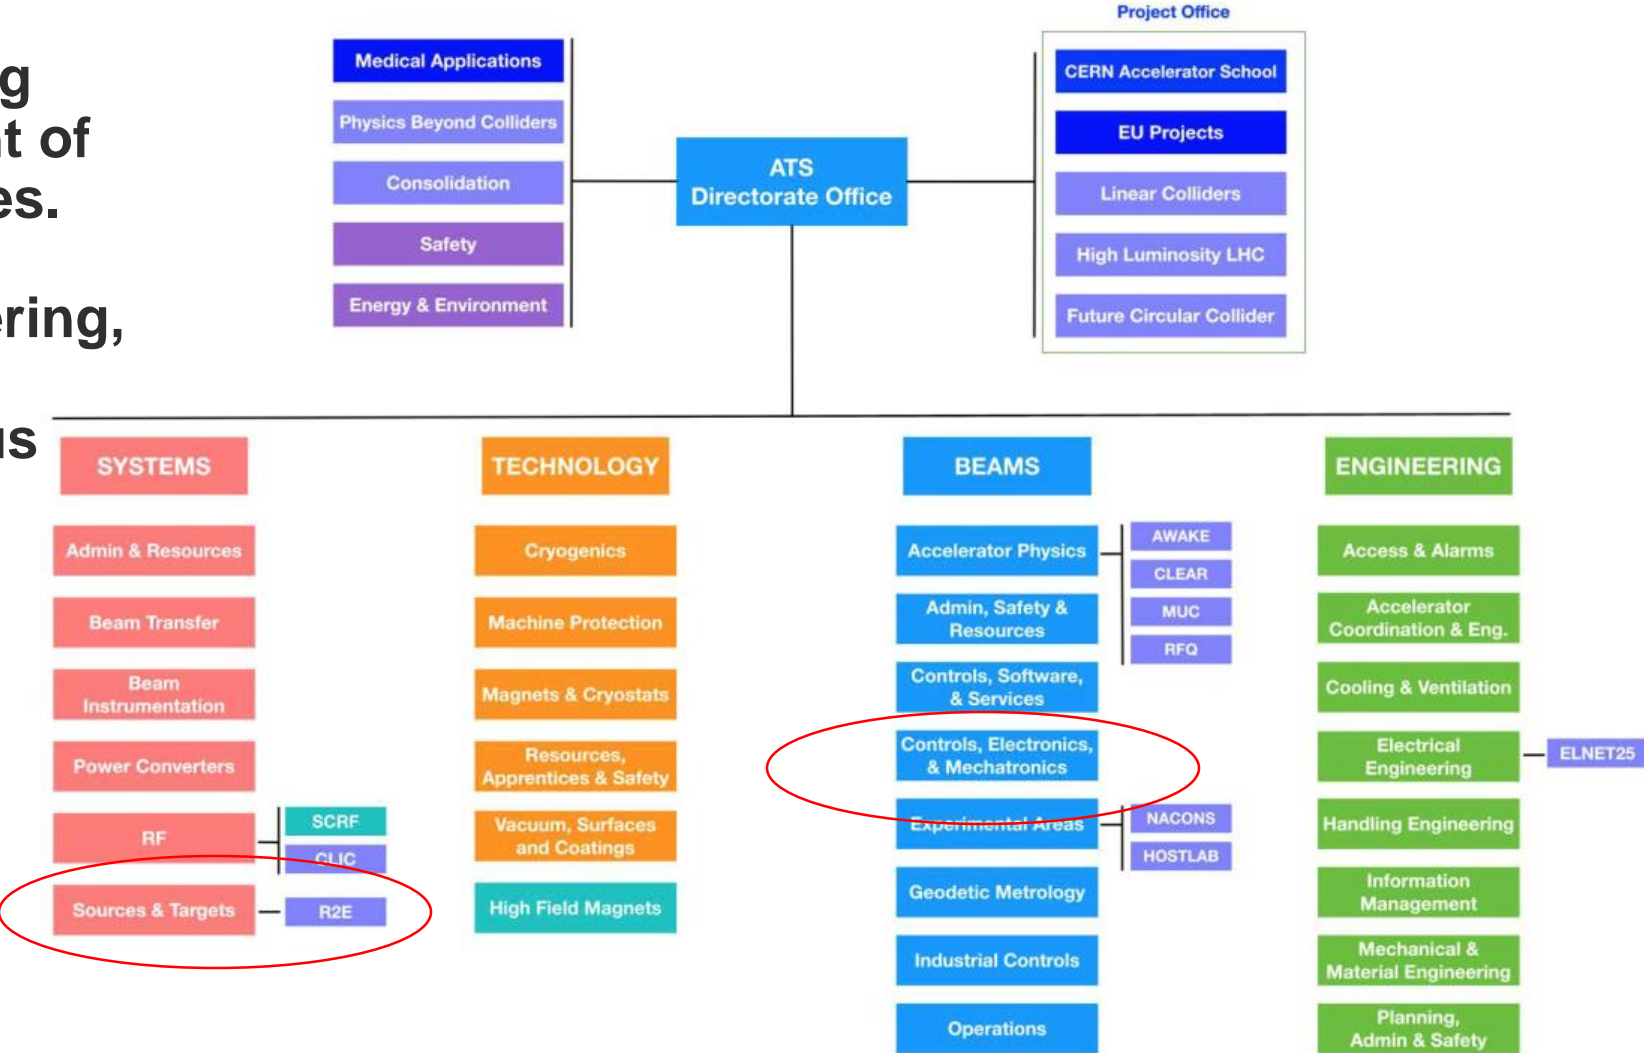 ng
nt of
es.
ering,
us
Project Office
Medical Applications
Physics Beyond Colliders
Consolidation
Safety
Energy & Environment
ATS
Directorate Office
CERN Accelerator School
EU Projects
Linear Colliders
High Luminosity LHC
Future Circular Collider
SYSTEMS
Admin & Resources
Beam Transfer
Beam
Instrumentation
Power Converters
RF
SCRF
CLIC
Sources & Targets
R2E
TECHNOLOGY
Cryogenics
Machine Protection
Magnets & Cryostats
Resources,
Apprentices & Safety
Vacuum, Surfaces
and Coatings
High Field Magnets
BEAMS
Accelerator Physics
AWAKE
CLEAR
MUC
RFQ
Admin, Safety &
Resources
Controls, Software,
& Services
Controls, Electronics,
& Mechatronics
Experimental Areas
NACONS
HOSTLAB
Geodetic Metrology
Industrial Controls
Operations
ENGINEERING
Access & Alarms
Accelerator
Coordination & Eng.
Cooling & Ventilation
Electrical
Engineering
ELNET25
Handling Engineering
Information
Management
Mechanical &
Material Engineering
Planning,
Admin & Safety